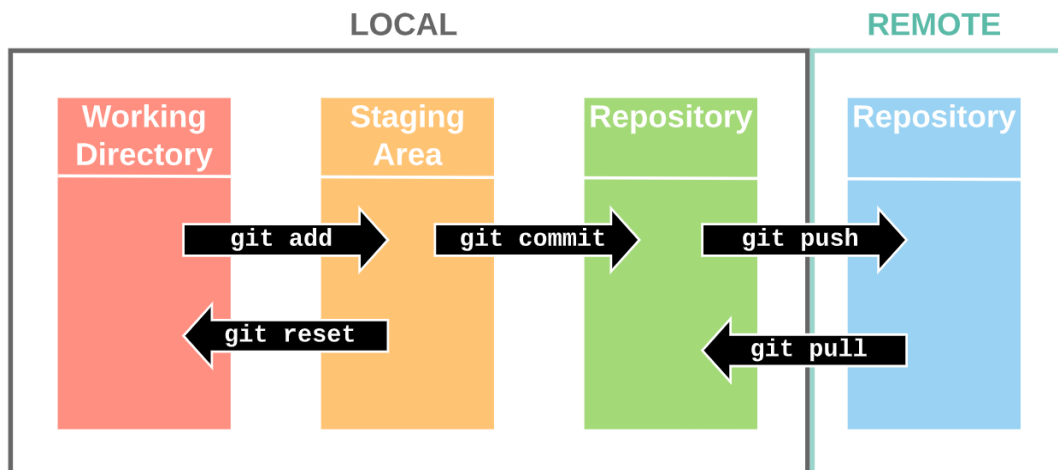 LOCAL
REMOTE
Working
Directory
Staging
Area
Repository
Repository
git add
git commit
git push
git reset
git pull